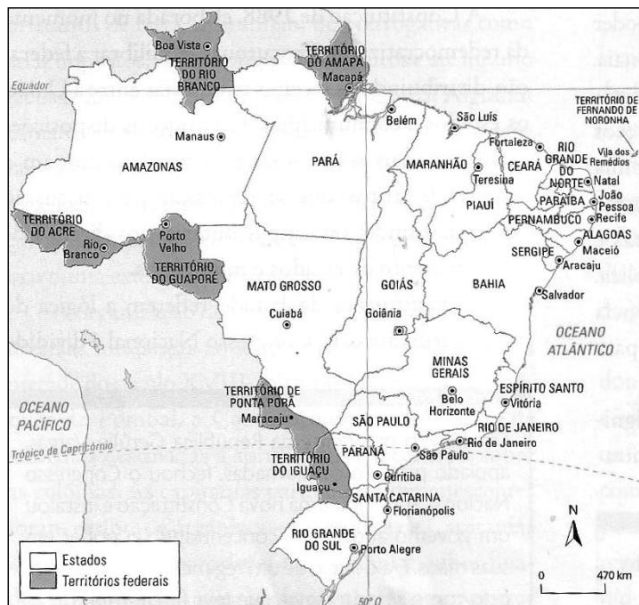 Boa Vista
TERRITÓRIO
DO RIO
BRANCO
TERRITÓRIO
DO AMAPÁ
Macapá
Equador
Belém
São Luís
TERRITÓRIO DE
FERNANDO DE
NORONHA
Vila dos
Remédios
Manaus
AMAZONAS
PARÁ
MARANHÃO
Teresina
PIAUÍ
Fortaleza
CEARÁ
RIO
GRANDE
DO
NORTE
Natal
PARAÍBA
João
Pessoa
PERNAMBUCO
Recife
ALAGOAS
Maceió
SERGIPE
Aracaju
TERRITÓRIO
DO ACRE
Rio
Branco
Porto
Velho
TERRITÓRIO
DO GUAPORÉ
MATO GROSSO
Cuiabá
GOIÁS
Goiânia
BAHIA
Salvador
OCEANO
ATLÂNTICO
MINAS
GERAIS
Belo
Horizonte
ESPÍRITO SANTO
Vitória
OCEANO
PACÍFICO
TERRITÓRIO DE
PONTA PORÃ
Maracaju
SÃO PAULO
São Paulo
RIO DE JANEIRO
Rio de Janeiro
Trópico de Capricórnio
TERRITÓRIO
DO IGUAÇU
Iguaçu
PARANÁ
Curitiba
SANTA CATARINA
Florianópolis
RIO GRANDE
DO SUL
Porto Alegre
Estados
Territórios federais
50° O
N
0 470 km